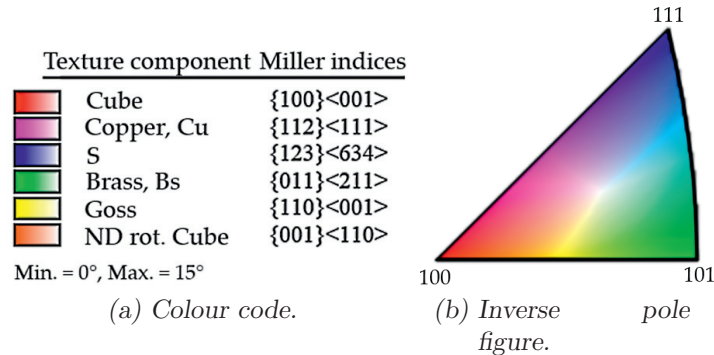 Texture component Miller indices
Cube {100}<001>
Copper, Cu {112}<111>
S {123}<634>
Brass, Bs {011}<211>
Goss {110}<001>
ND rot. Cube {001}<110>
Min. = 0°, Max. = 15°
(a) Colour code.
111
100 101
(b) Inverse pole
figure.